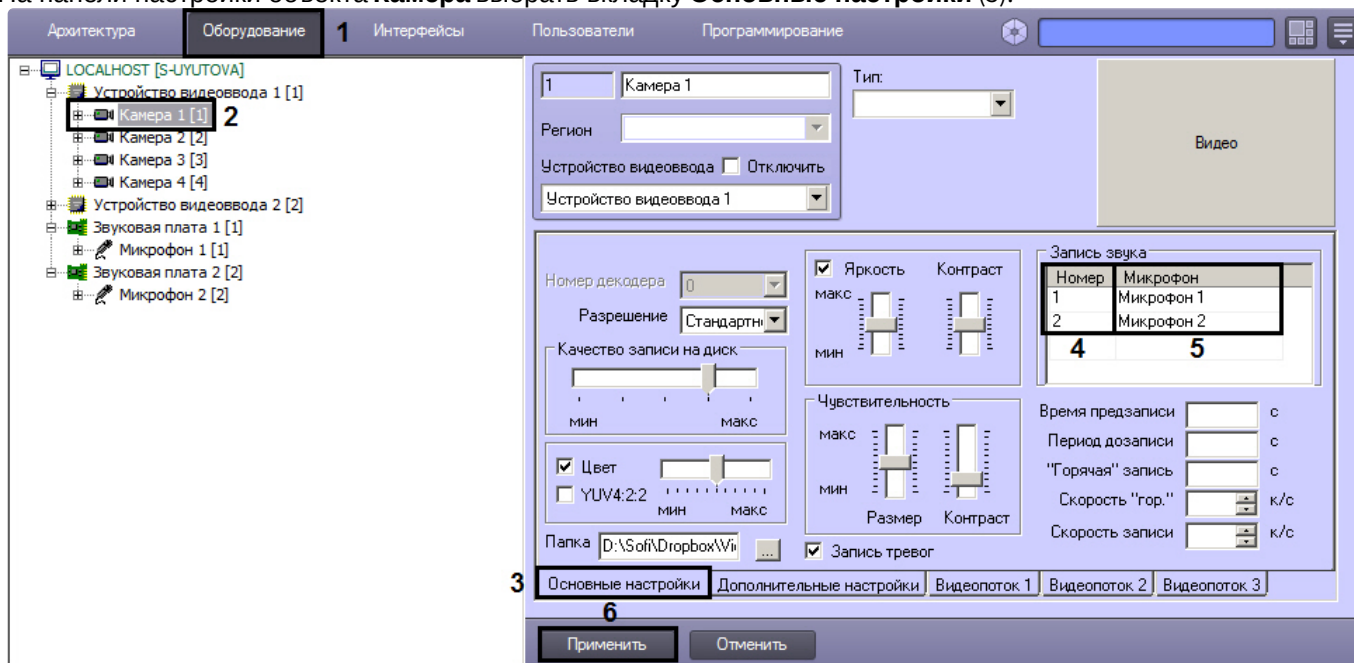 На панели настройки объекта Камера выбрать вкладку Основные настройки (3).
Архитектура Оборудование 1 Интерфейсы Пользователи Программирование
LOCALHOST [S-UYUTOVA]
Устройство видеоввода 1 [1]
Камера 1 [1] 2
Камера 2 [2]
Камера 3 [3]
Камера 4 [4]
Устройство видеоввода 2 [2]
Звуковая плата 1 [1]
Микрофон 1 [1]
Звуковая плата 2 [2]
Микрофон 2 [2]
1 Камера 1
Тип:
Регион
Устройство видеоввода Отключить
Устройство видеоввода 1
Видео
Номер декодера 0
Разрешение Стандартн
Качество записи на диск
мин макс
Цвет
YUV4:2:2
мин макс
Папка D:\Sofi\Dropbox\Vi ...
Яркость Контраст
макс
мин
Чувствительность
макс
мин
Размер Контраст
Запись тревог
Запись звука
Номер Микрофон
1 Микрофон 1
2 Микрофон 2
4 5
Время предзаписи с
Период дозаписи с
"Горячая" запись с
Скорость "гор." к/с
Скорость записи к/с
3 Основные настройки Дополнительные настройки Видеопоток 1 Видеопоток 2 Видеопоток 3
6
Применить Отменить